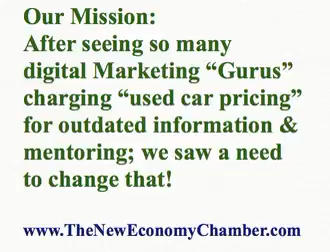 Our Mission:
After seeing so many
digital Marketing “Gurus”
charging “used car pricing”
for outdated information &
mentoring; we saw a need
to change that!
www.TheNewEconomyChamber.com